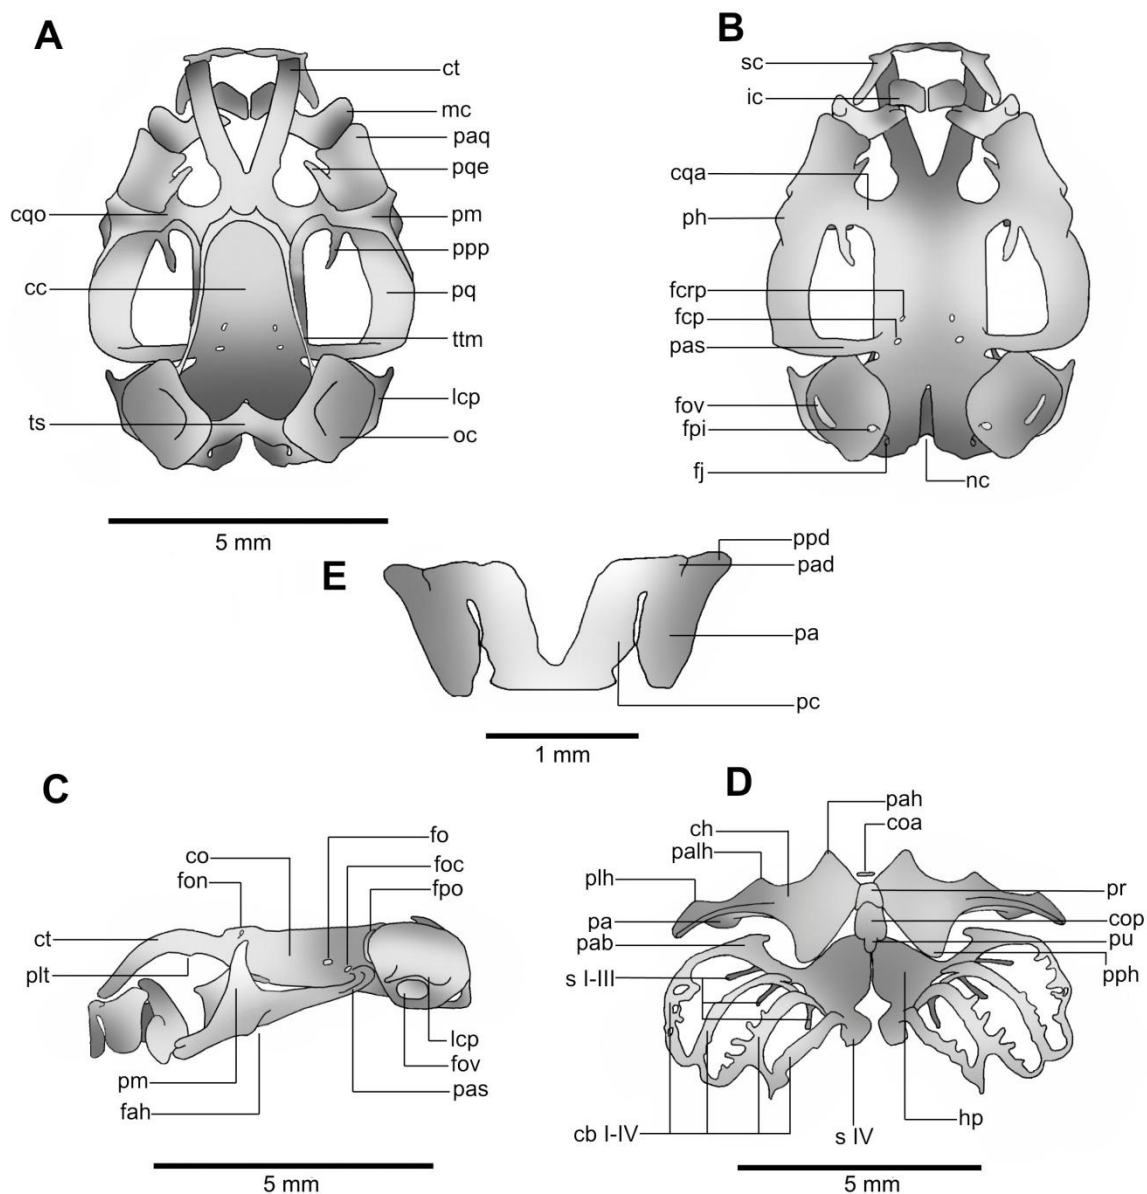 A
ct
mc
paq
pqe
pm
ppp
pq
ttm
lcp
oc
cqo
cc
ts
5 mm
B
sc
ic
cqa
ph
fcrp
fcp
pas
fov
fpi
fj
nc
E
ppd
pad
pa
pc
1 mm
C
fo
foc
fpo
co
fon
ct
plt
pm
fah
lcp
fov
pas
5 mm
D
pah
coa
ch
palh
plh
pa
pab
s I-III
pr
cop
pu
pph
cb I-IV
s IV
hp
5 mm